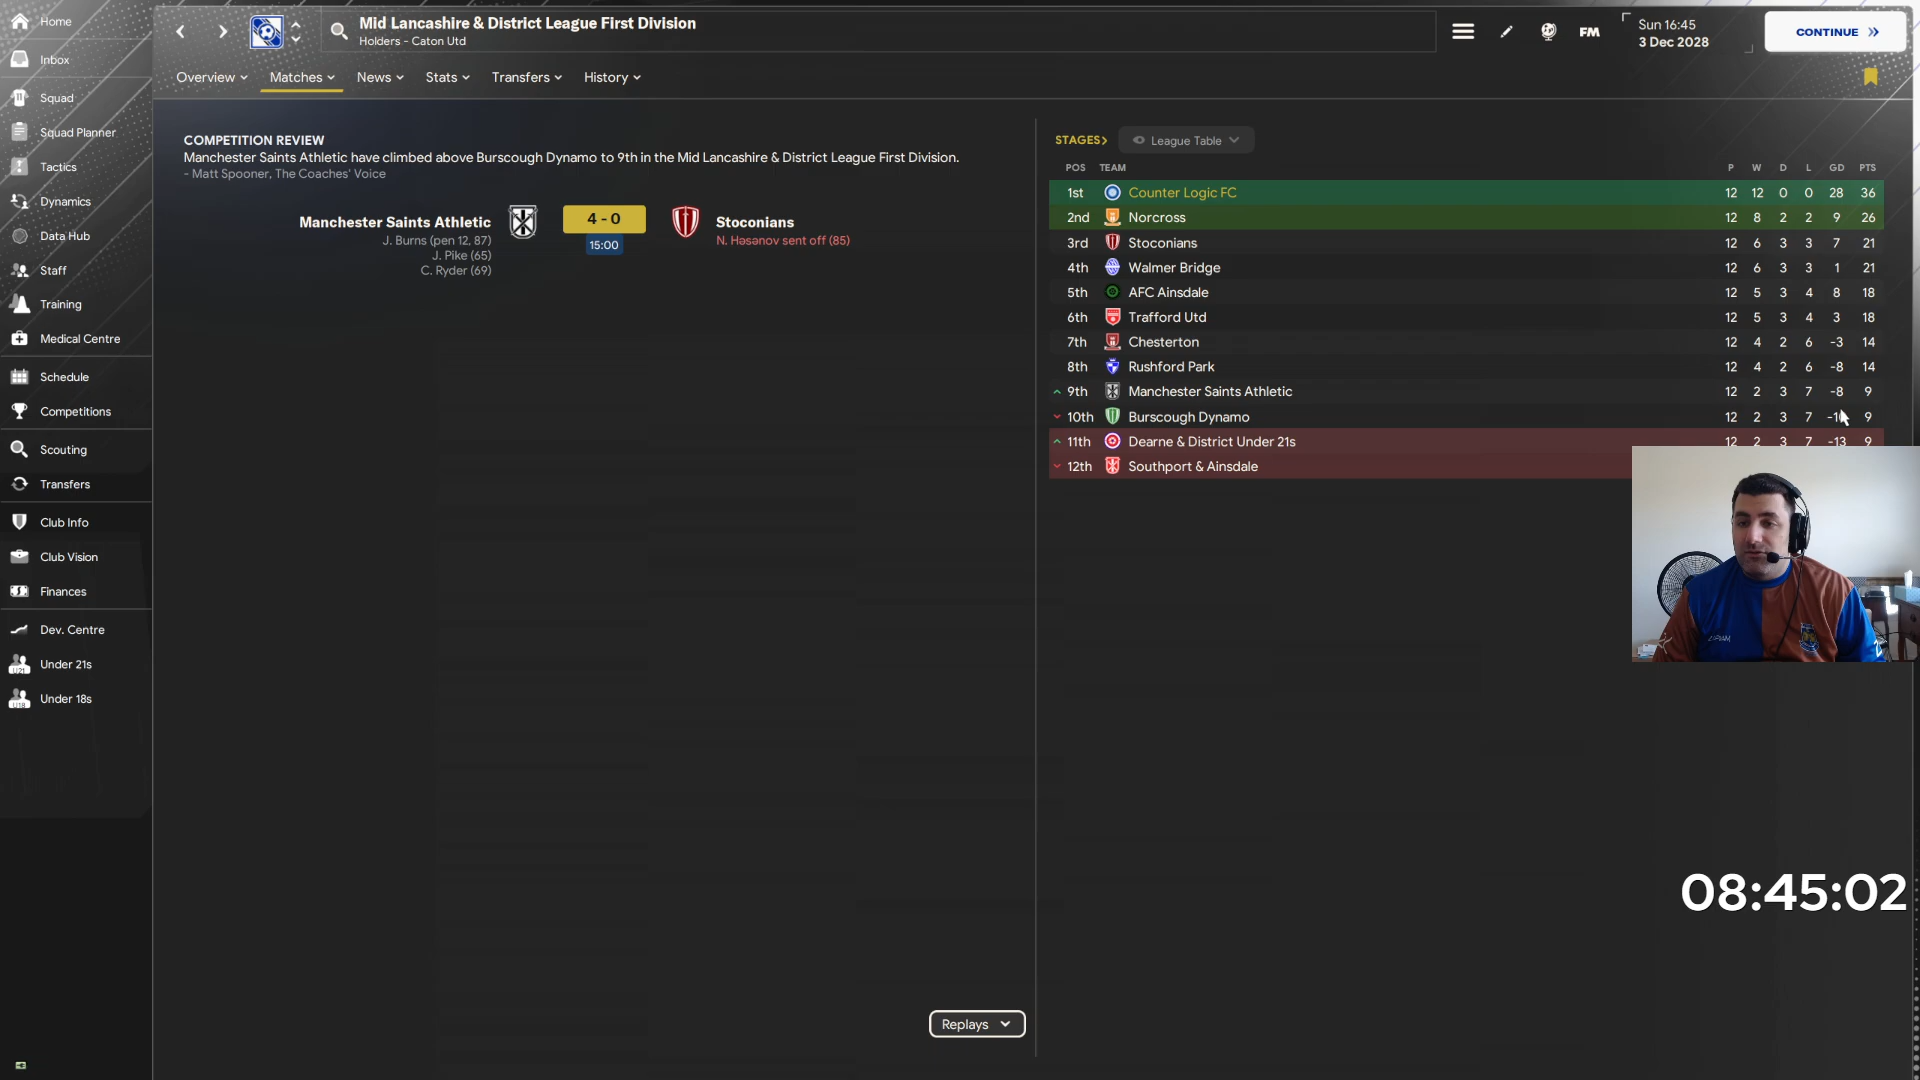 Home
Inbox
Squad
Squad Planner
Tactics
Dynamics
Data Hub
Staff
Training
Medical Centre
Schedule
Competitions
Scouting
Transfers
Club Info
Club Vision
Finances
Dev. Centre
Under 21s
Under 18s
Mid Lancashire & District League First Division
Holders - Caton Utd
FM
Sun 16:45
3 Dec 2028
CONTINUE
Overview Matches News Stats Transfers History
COMPETITION REVIEW
Manchester Saints Athletic have climbed above Burscough Dynamo to 9th in the Mid Lancashire & District League First Division.
- Matt Spooner, The Coaches' Voice
Manchester Saints Athletic 4 - 0 Stoconians
J. Burns (pen 12, 87) 15:00 N. Həsənov sent off (85)
J. Pike (65)
C. Ryder (69)
Replays
STAGES> League Table
POS TEAM P W D L GD PTS
1st Counter Logic FC 12 12 0 0 28 36
2nd Norcross 12 8 2 2 9 26
3rd Stoconians 12 6 3 3 7 21
4th Walmer Bridge 12 6 3 3 1 21
5th AFC Ainsdale 12 5 3 4 8 18
6th Trafford Utd 12 5 3 4 3 18
7th Chesterton 12 4 2 6 -3 14
8th Rushford Park 12 4 2 6 -8 14
9th Manchester Saints Athletic 12 2 3 7 -8 9
10th Burscough Dynamo 12 2 3 7 9
11th Dearne & District Under 21s 12 2 3 7 -13 9
12th Southport & Ainsdale
08:45:02